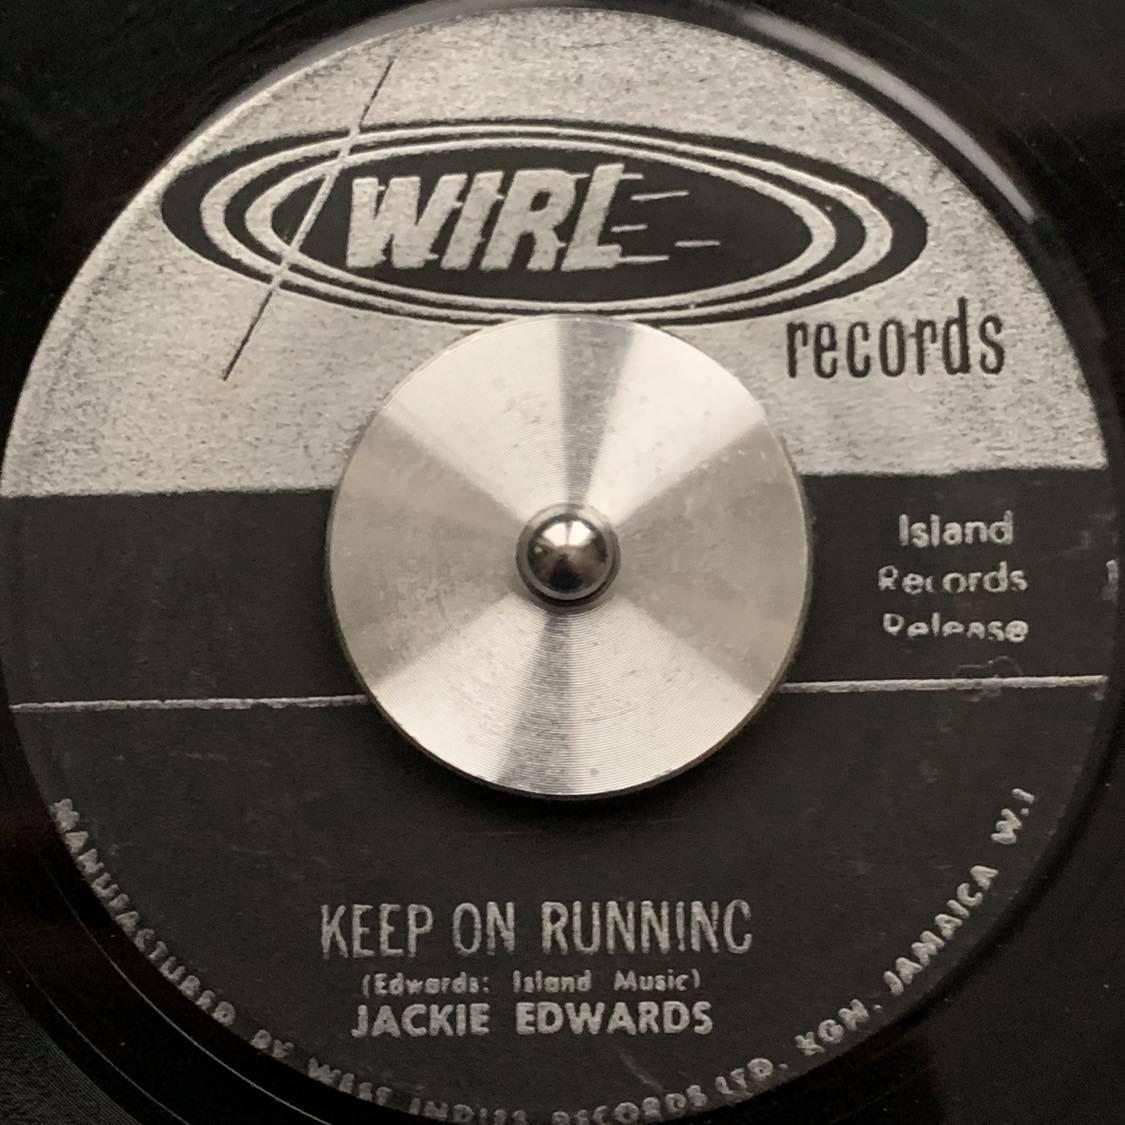 WIRL
records
Island
Records
Release
KEEP ON RUNNING
(Edwards: Island Music)
JACKIE EDWARDS
MANUFACTURED BY WEST INDIES RECORDS LTD. KGN. JAMAICA W.I